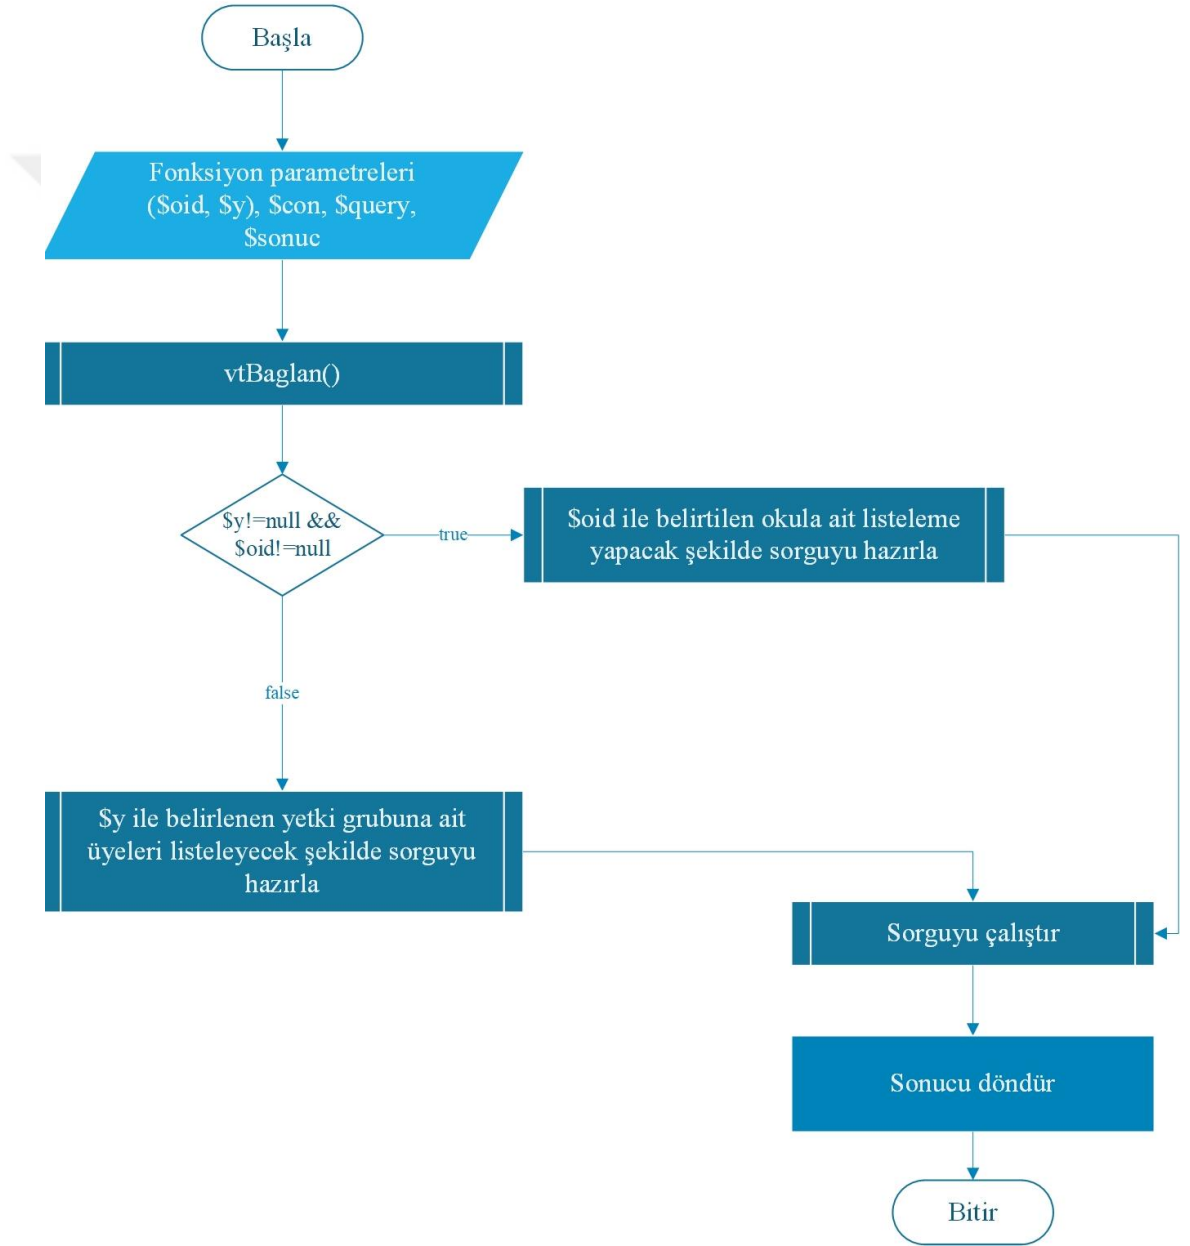 Başla
Fonksiyon parametreleri
($oid, $y), $con, $query,
$sonuc
vtBaglan()
$y!=null &&
$oid!=null
true
$oid ile belirtilen okula ait listeleme
yapacak şekilde sorguyu hazırla
false
$y ile belirlenen yetki grubuna ait
üyeleri listeleyecek şekilde sorguyu
hazırla
Sorguyu çalıştır
Sonucu döndür
Bitir